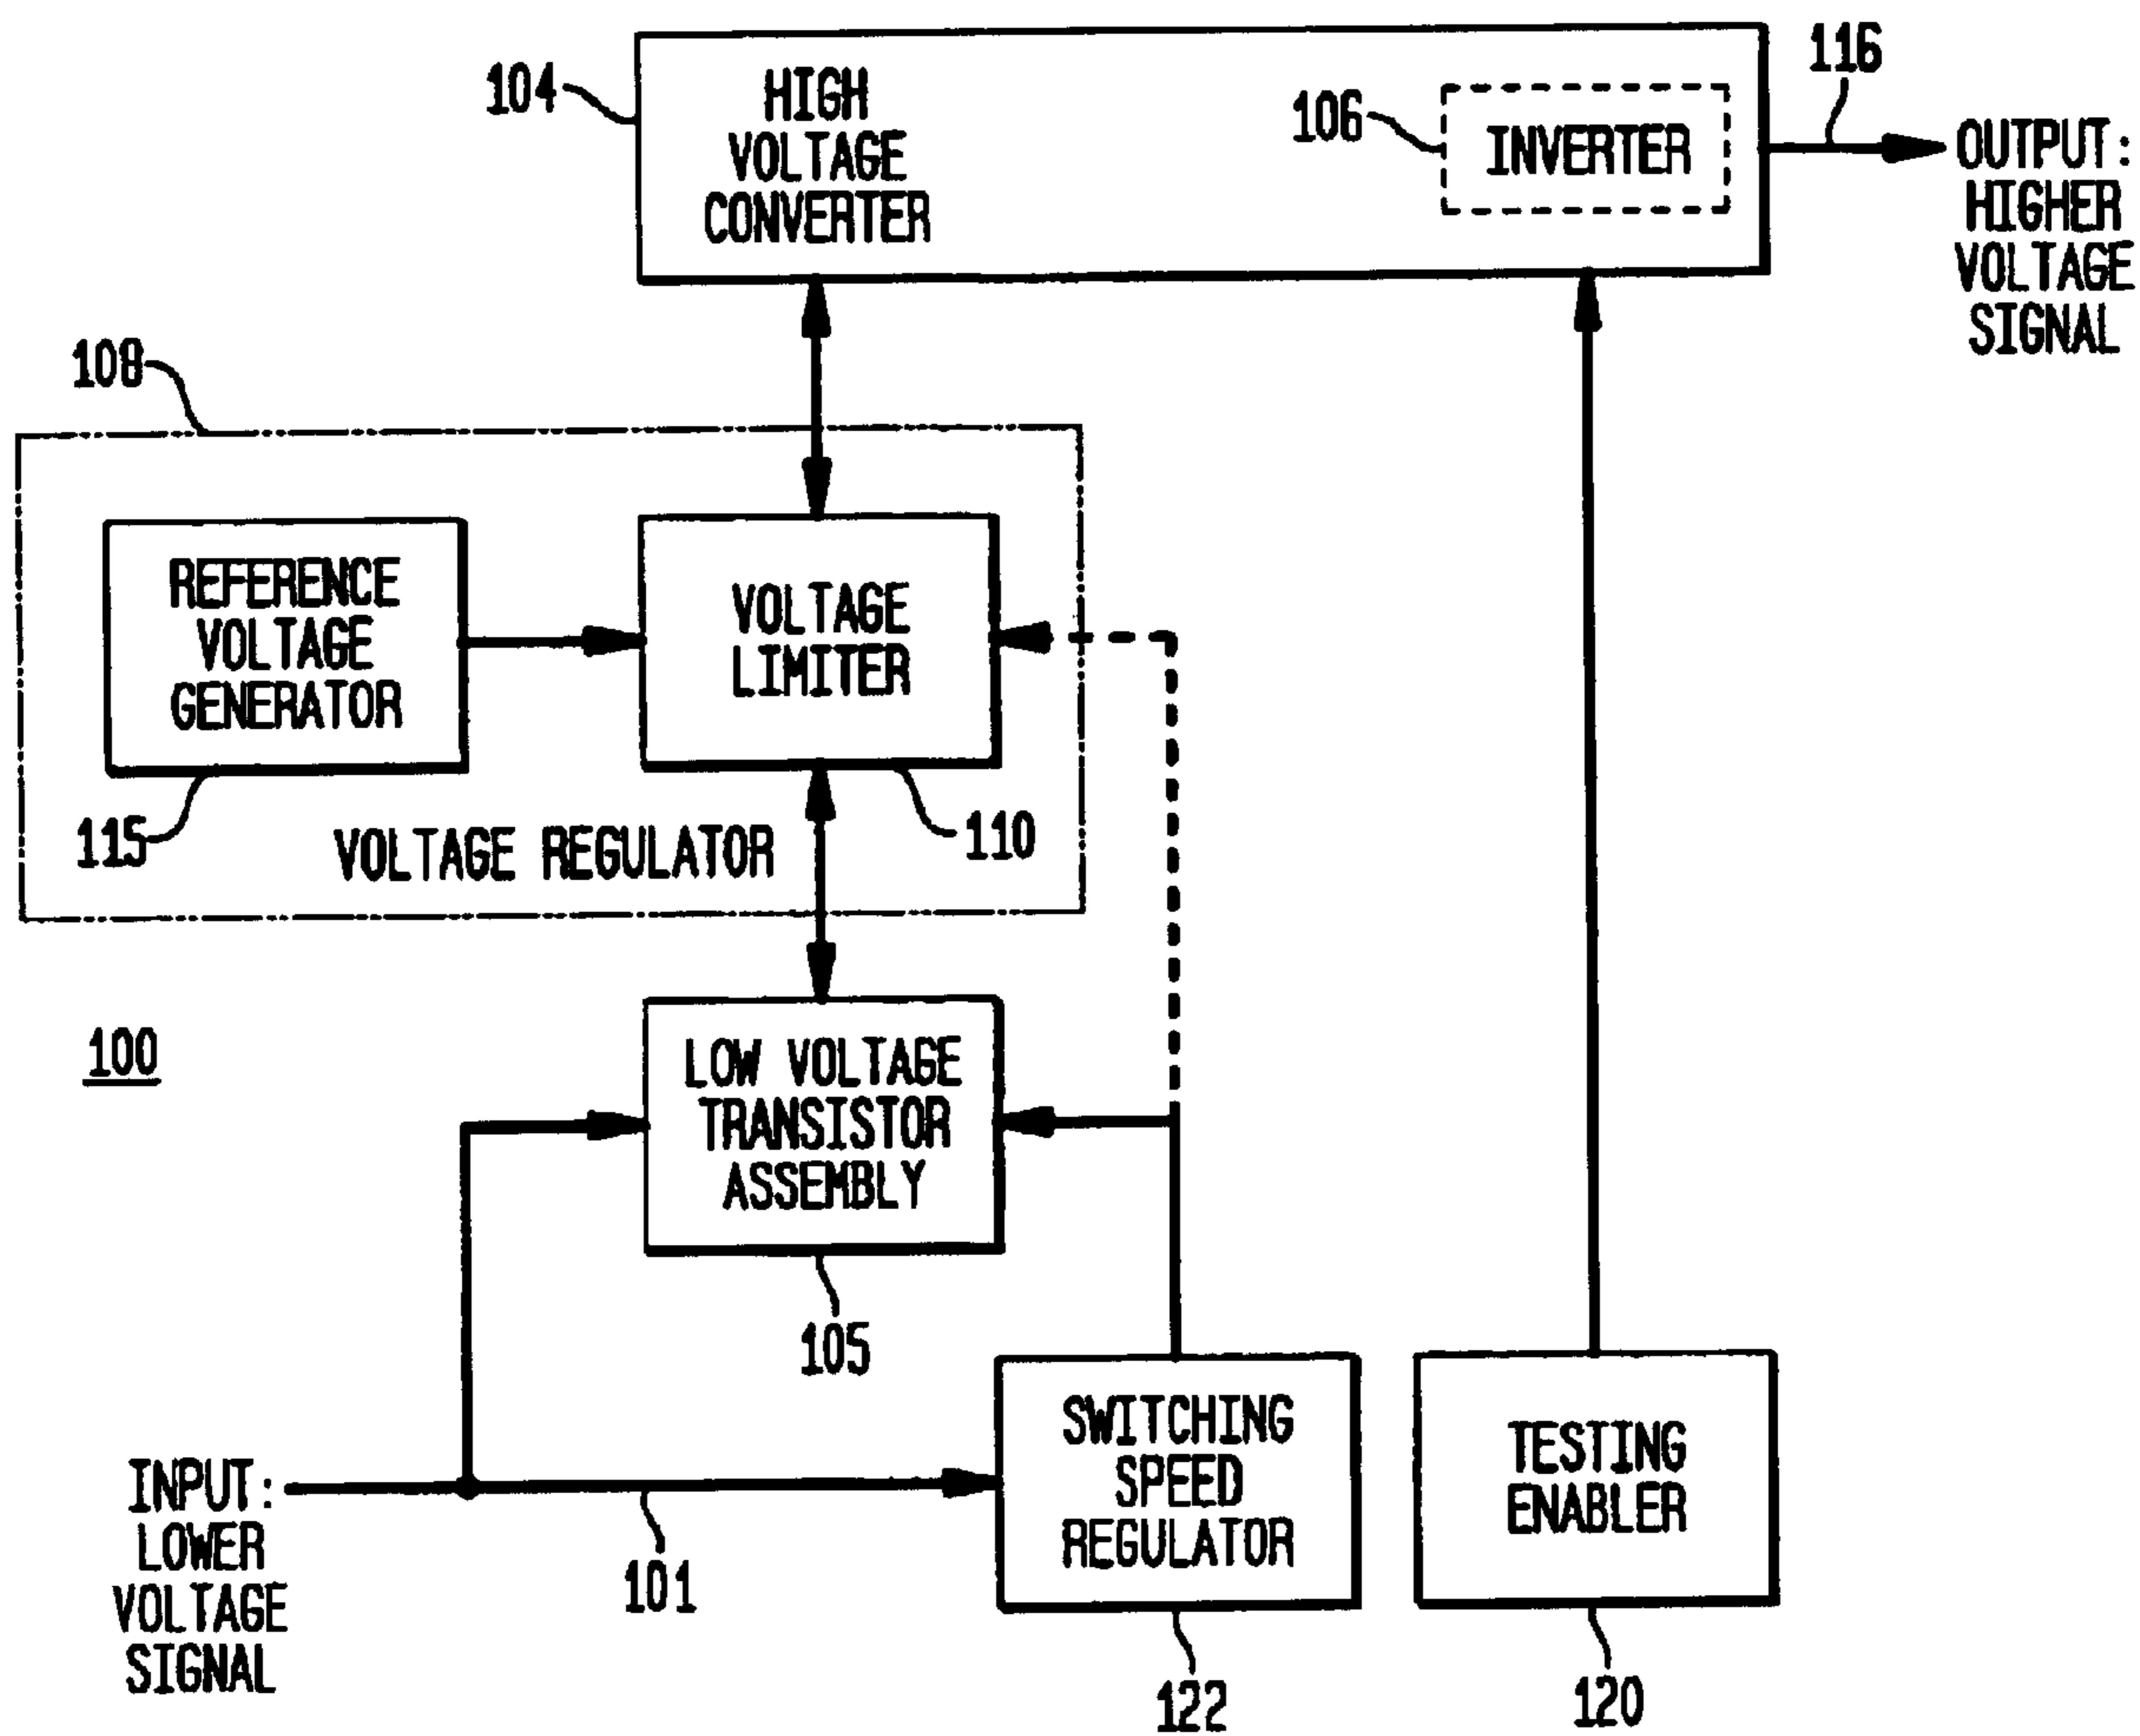 104
HIGH
VOLTAGE
CONVERTER
106
INVERTER
116
OUTPUT:
HIGHER
VOLTAGE
SIGNAL
108
REFERENCE
VOLTAGE
GENERATOR
VOLTAGE
LIMITER
115
VOLTAGE REGULATOR
110
100
LOW VOLTAGE
TRANSISTOR
ASSEMBLY
105
INPUT:
LOWER
VOLTAGE
SIGNAL
101
SWITCHING
SPEED
REGULATOR
122
TESTING
ENABLER
120